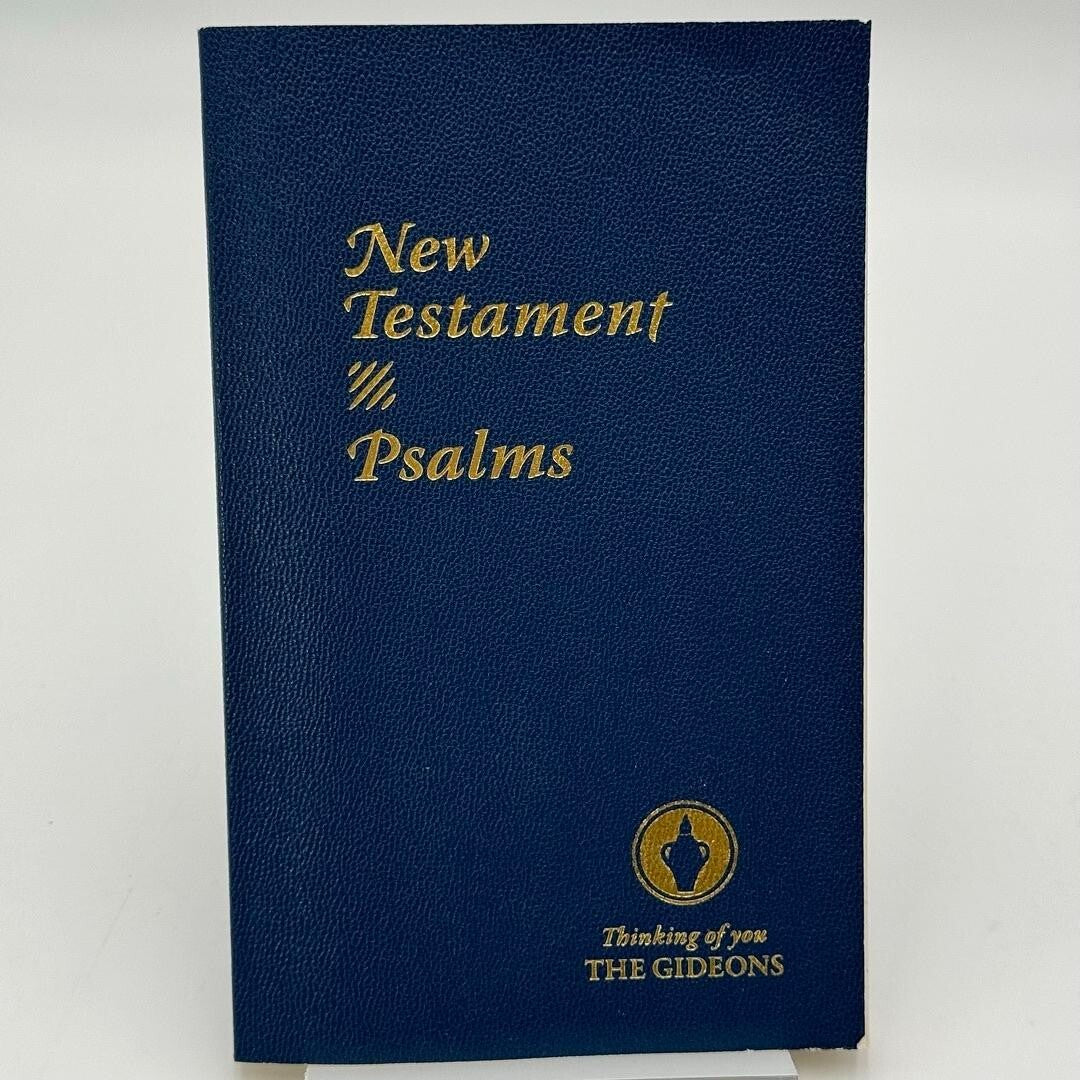 New
Testament
Psalms
Thinking of you
THE GIDEONS